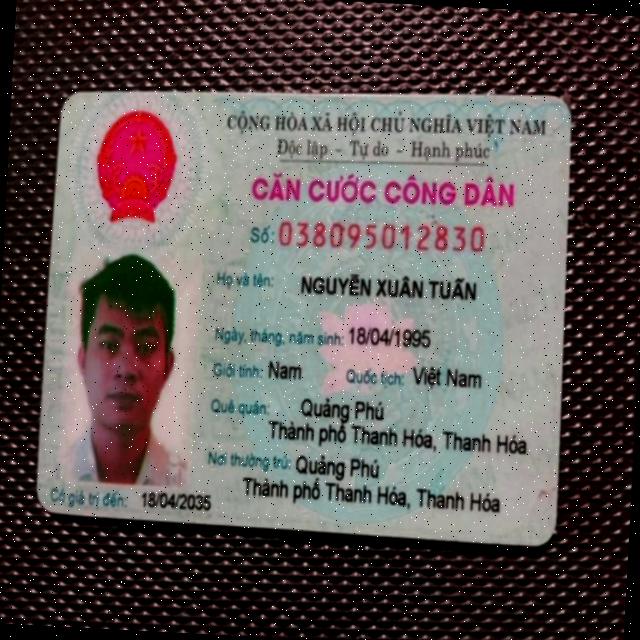 CỘNG HÒA XÃ HỘI CHỦ NGHĨA VIỆT NAM
Độc lập - Tự do - Hạnh phúc
CĂN CƯỚC CÔNG DÂN
Số: 038095012830
Họ và tên: NGUYỄN XUÂN TUẤN
Ngày, tháng, năm sinh: 18/04/1995
Giới tính: Nam Quốc tịch: Việt Nam
Quê quán: Quảng Phú
Thành phố Thanh Hóa, Thanh Hóa
Nơi thường trú: Quảng Phú
Thành phố Thanh Hóa, Thanh Hóa
Có giá trị đến: 18/04/2035